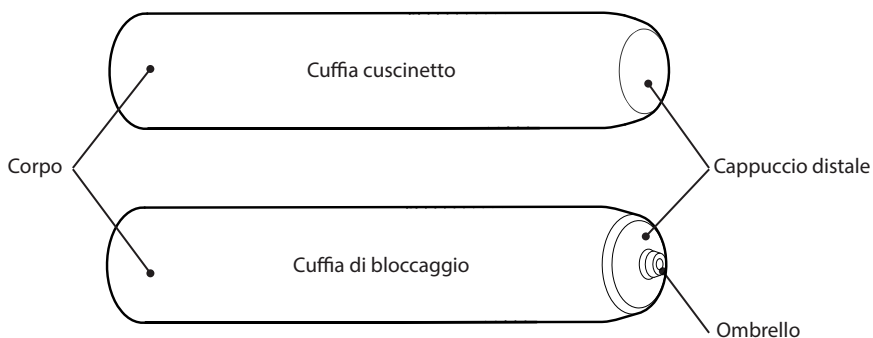 Cuffia cuscinetto
Corpo
Cappuccio distale
Cuffia di bloccaggio
Ombrello